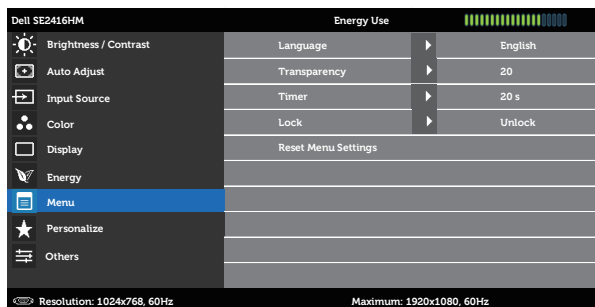 Dell SE2416HM Energy Use
Brightness / Contrast Language English
Auto Adjust Transparency 20
Input Source Timer 20 s
Color Lock Unlock
Display Reset Menu Settings
Energy
Menu
Personalize
Others
Resolution: 1024x768, 60Hz Maximum: 1920x1080, 60Hz